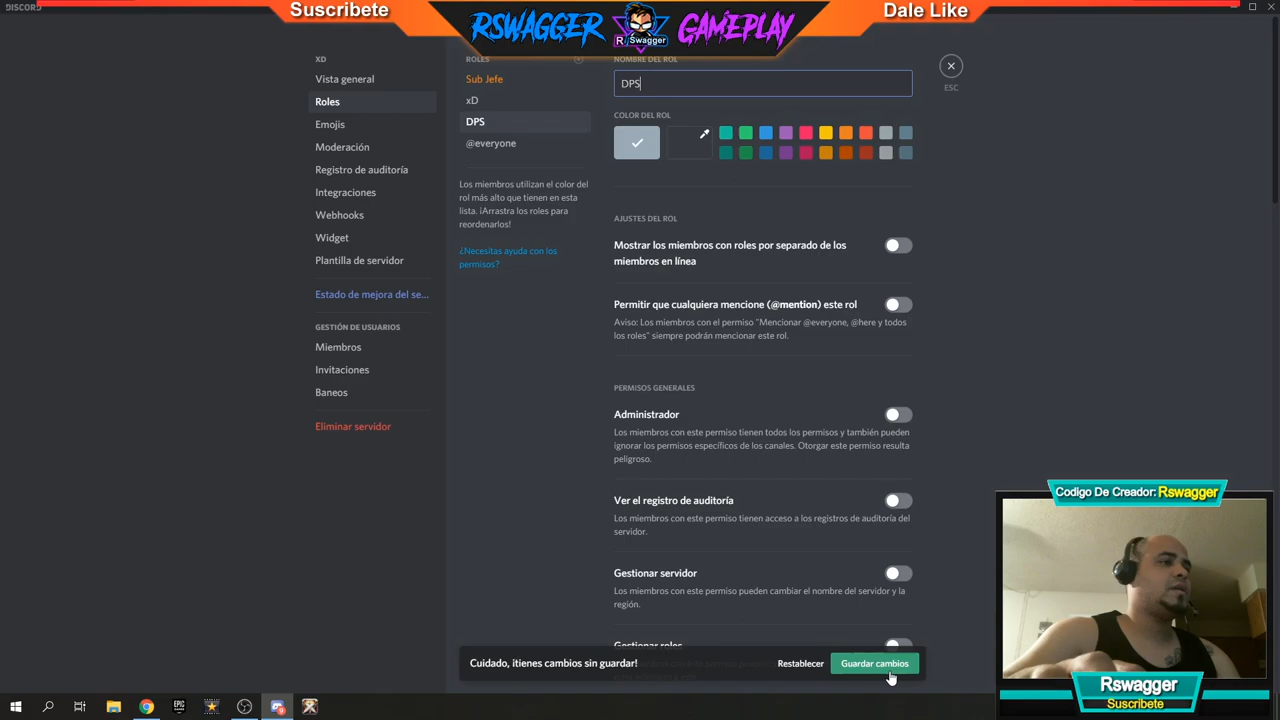 DISCORD
Suscribete
RSWAGGER
R Swagger
GAMEPLAY
Dale Like
XD
Vista general
Roles
Emojis
Moderación
Registro de auditoría
Integraciones
Webhooks
Widget
Plantilla de servidor
Estado de mejora del se...
GESTIÓN DE USUARIOS
Miembros
Invitaciones
Baneos
Eliminar servidor
ROLES
Sub Jefe
xD
DPS
@everyone
Los miembros utilizan el color del
rol más alto que tienen en esta
lista. ¡Arrastra los roles para
reordenarlos!
¿Necesitas ayuda con los
permisos?
NOMBRE DEL ROL
DPS
ESC
COLOR DEL ROL
AJUSTES DEL ROL
Mostrar los miembros con roles por separado de los
miembros en línea
Permitir que cualquiera mencione (@mention) este rol
Aviso: Los miembros con el permiso "Mencionar @everyone, @here y todos
los roles" siempre podrán mencionar este rol.
PERMISOS GENERALES
Administrador
Los miembros con este permiso tienen todos los permisos y también pueden
ignorar los permisos específicos de los canales. Otorgar este permiso resulta
peligroso.
Ver el registro de auditoría
Los miembros con este permiso tienen acceso a los registros de auditoría del
servidor.
Gestionar servidor
Los miembros con este permiso pueden cambiar el nombre del servidor y la
región.
Gestionar roles
Cuidado, ¡tienes cambios sin guardar!
Restablecer
Guardar cambios
Codigo De Creador: Rswagger
Rswagger
Suscribete
EPIC